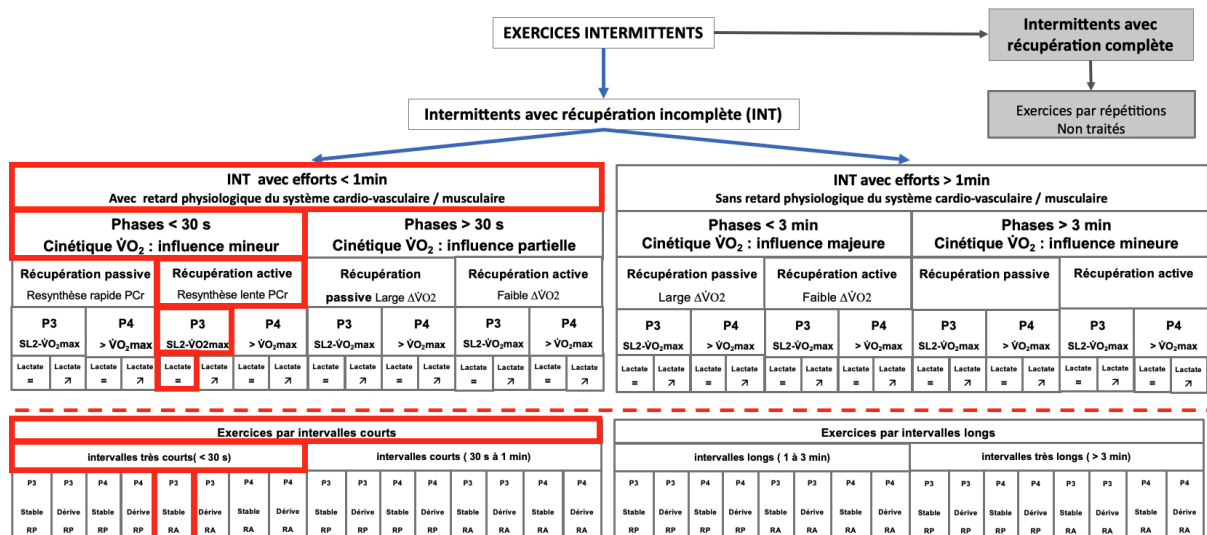 EXERCICES INTERMITTENTS
Intermittents avec
récupération complète
Intermittents avec récupération incomplète (INT)
Exercices par répétitions
Non traités
INT avec efforts < 1min
Avec retard physiologique du système cardio-vasculaire / musculaire
INT avec efforts > 1min
Sans retard physiologique du système cardio-vasculaire / musculaire
Phases < 30 s
Cinétique V̇O₂ : influence mineur
Phases > 30 s
Cinétique V̇O₂ : influence partielle
Phases < 3 min
Cinétique V̇O₂ : influence majeure
Phases > 3 min
Cinétique V̇O₂ : influence mineure
Récupération passive
Resynthèse rapide PCr
Récupération active
Resynthèse lente PCr
Récupération
passive Large ΔV̇O2
Récupération active
Faible ΔV̇O2
Récupération passive
Large ΔV̇O2
Récupération active
Faible ΔV̇O2
Récupération passive
Récupération active
P3 P4 P3 P4 P3 P4 P3 P4 P3 P4 P3 P4 P3 P4 P3 P4
SL2-V̇O₂max > V̇O₂max SL2-V̇O2max > V̇O₂max SL2-V̇O₂max > V̇O₂max SL2-V̇O₂max > V̇O₂max SL2-V̇O₂max > V̇O₂max SL2-V̇O₂max > V̇O₂max SL2-V̇O₂max > V̇O₂max SL2-V̇O₂max > V̇O₂max
Lactate Lactate Lactate Lactate Lactate Lactate Lactate Lactate Lactate Lactate Lactate Lactate Lactate Lactate Lactate Lactate Lactate Lactate Lactate Lactate Lactate Lactate Lactate Lactate Lactate Lactate Lactate Lactate Lactate Lactate Lactate Lactate
= ↗ = ↗ = ↗ = ↗ = ↗ = ↗ = ↗ = ↗ = ↗ = ↗ = ↗ = ↗ = ↗ = ↗ = ↗ = ↗
Exercices par intervalles courts
Exercices par intervalles longs
intervalles très courts( < 30 s)
intervalles courts ( 30 s à 1 min)
intervalles longs ( 1 à 3 min)
intervalles très longs ( > 3 min)
P3 P3 P4 P4 P3 P3 P4 P4 P3 P3 P4 P4 P3 P3 P4 P4 P3 P3 P4 P4 P3 P3 P4 P4 P3 P3 P4 P4 P3 P3 P4 P4
Stable Dérive Stable Dérive Stable Dérive Stable Dérive Stable Dérive Stable Dérive Stable Dérive Stable Dérive Stable Dérive Stable Dérive Stable Dérive Stable Dérive Stable Dérive Stable Dérive Stable Dérive Stable Dérive
RP RP RP RP RA RA RA RA RP RP RP RP RA RA RA RA RP RP RP RP RA RA RA RA RP RP RP RP RA RA RA RA